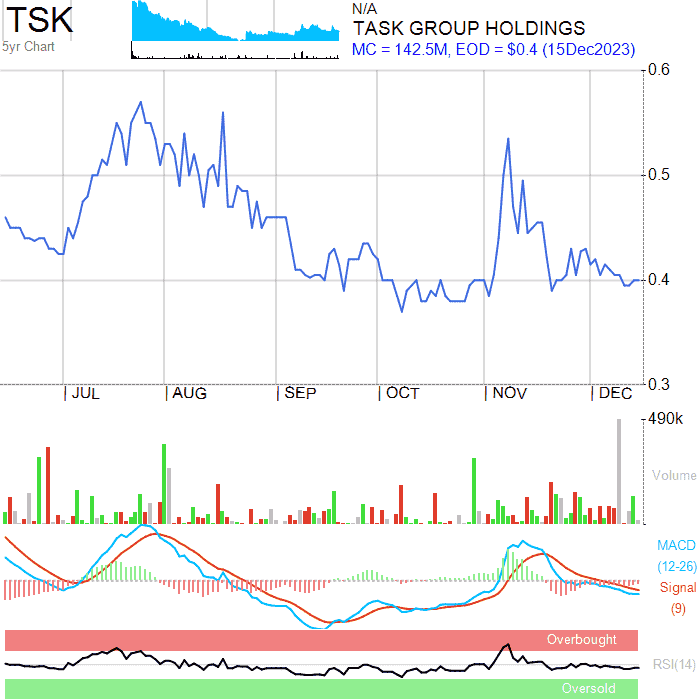 TSK
5yr Chart
N/A
TASK GROUP HOLDINGS
MC = 142.5M, EOD = $0.4 (15Dec2023)
0.6
0.5
0.4
0.3
JUL
AUG
SEP
OCT
NOV
DEC
490k
Volume
MACD
(12-26)
Signal
(9)
Overbought
RSI(14)
Oversold